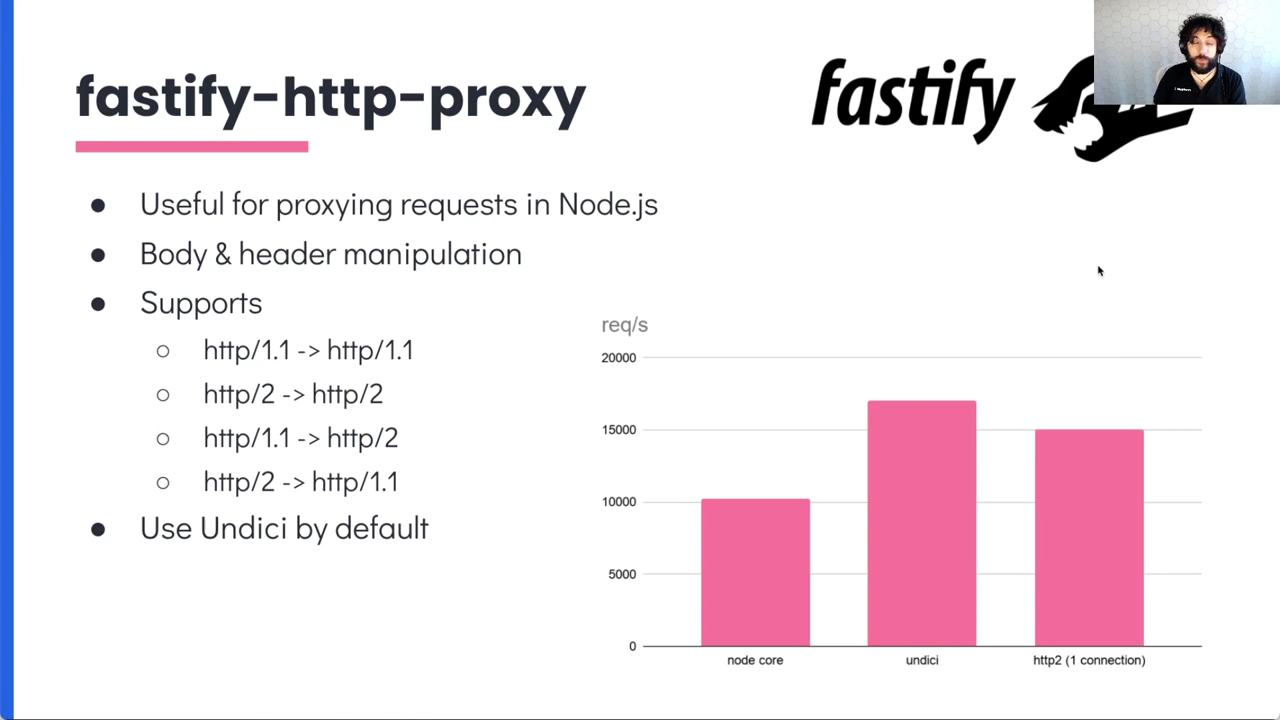 fastify-http-proxy
fastify
● Useful for proxying requests in Node.js
● Body & header manipulation
● Supports
○ http/1.1 -> http/1.1
○ http/2 -> http/2
○ http/1.1 -> http/2
○ http/2 -> http/1.1
● Use Undici by default
req/s
20000
15000
10000
5000
0
node core undici http2 (1 connection)